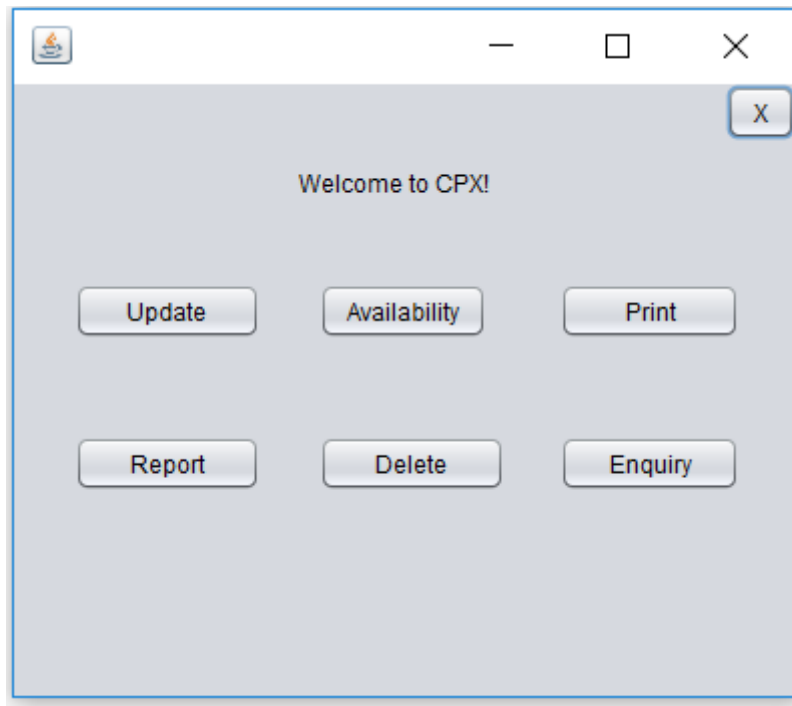 X
Welcome to CPX!
Update Availability Print
Report Delete Enquiry